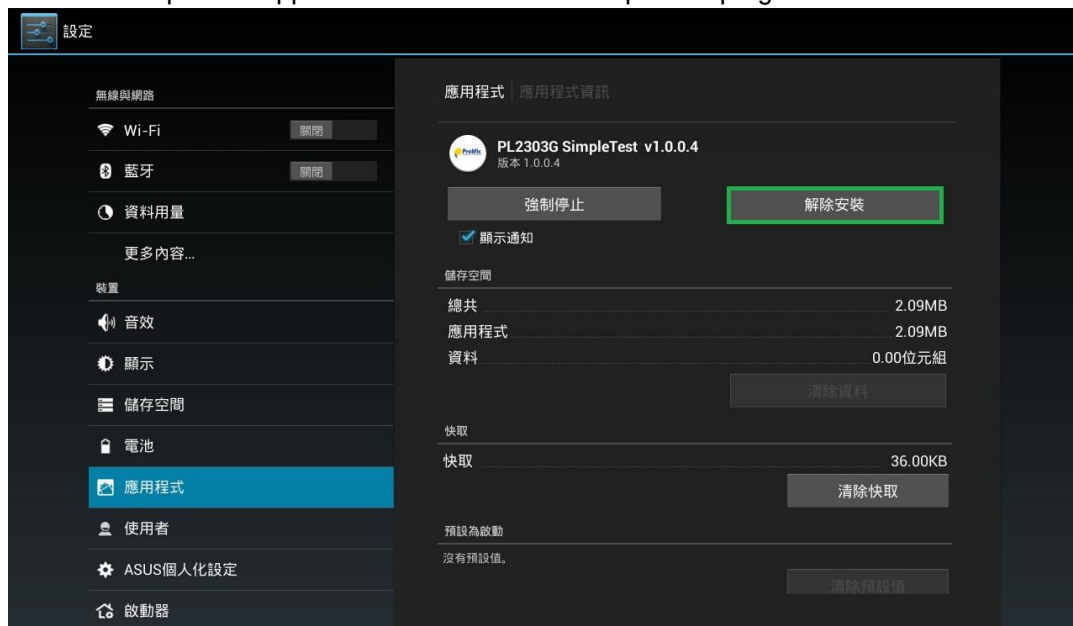 設定
無線與網路
Wi-Fi 關閉
藍牙 關閉
資料用量
更多內容...
裝置
音效
顯示
儲存空間
電池
應用程式
使用者
ASUS個人化設定
啟動器
應用程式 應用程式資訊
Prolific
PL2303G SimpleTest v1.0.0.4
版本 1.0.0.4
強制停止 解除安裝
顯示通知
儲存空間
總共 2.09MB
應用程式 2.09MB
資料 0.00位元組
清除資料
快取
快取 36.00KB
清除快取
預設為啟動
沒有預設值。
清除預設值